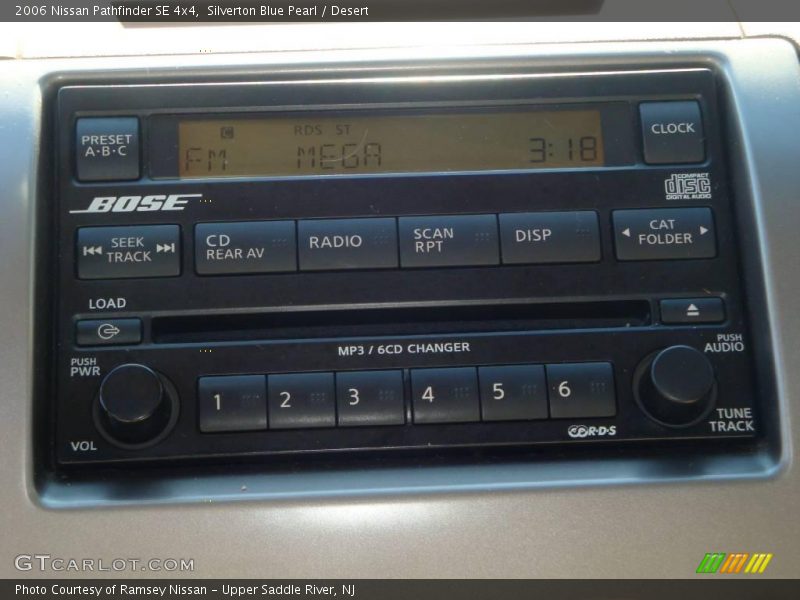 2006 Nissan Pathfinder SE 4x4,  Silverton Blue Pearl / Desert
PRESET
A·B·C
RDS ST
FM MEGA 3:18
CLOCK
BOSE
COMPACT
disc
DIGITAL AUDIO
SEEK
TRACK
CD
REAR AV
RADIO
SCAN
RPT
DISP
CAT
FOLDER
LOAD
MP3 / 6CD CHANGER
PUSH
PWR
PUSH
AUDIO
1 2 3 4 5 6
VOL
R·D·S
TUNE
TRACK
GTCARLOT.COM
Photo Courtesy of Ramsey Nissan – Upper Saddle River, NJ